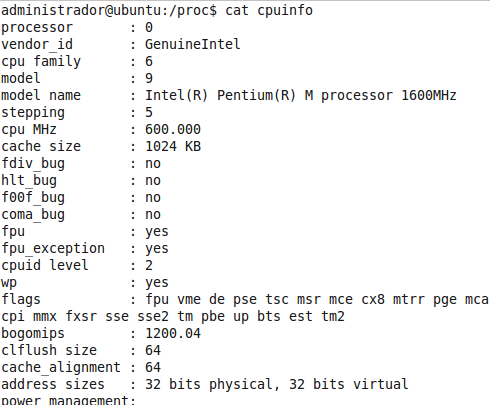 administrador@ubuntu:/proc$ cat cpuinfo
processor : 0
vendor_id : GenuineIntel
cpu family : 6
model : 9
model name : Intel(R) Pentium(R) M processor 1600MHz
stepping : 5
cpu MHz : 600.000
cache size : 1024 KB
fdiv_bug : no
hlt_bug : no
f00f_bug : no
coma_bug : no
fpu : yes
fpu_exception : yes
cpuid level : 2
wp : yes
flags : fpu vme de pse tsc msr mce cx8 mtrr pge mca
cpi mmx fxsr sse sse2 tm pbe up bts est tm2
bogomips : 1200.04
clflush size : 64
cache_alignment : 64
address sizes : 32 bits physical, 32 bits virtual
power management: